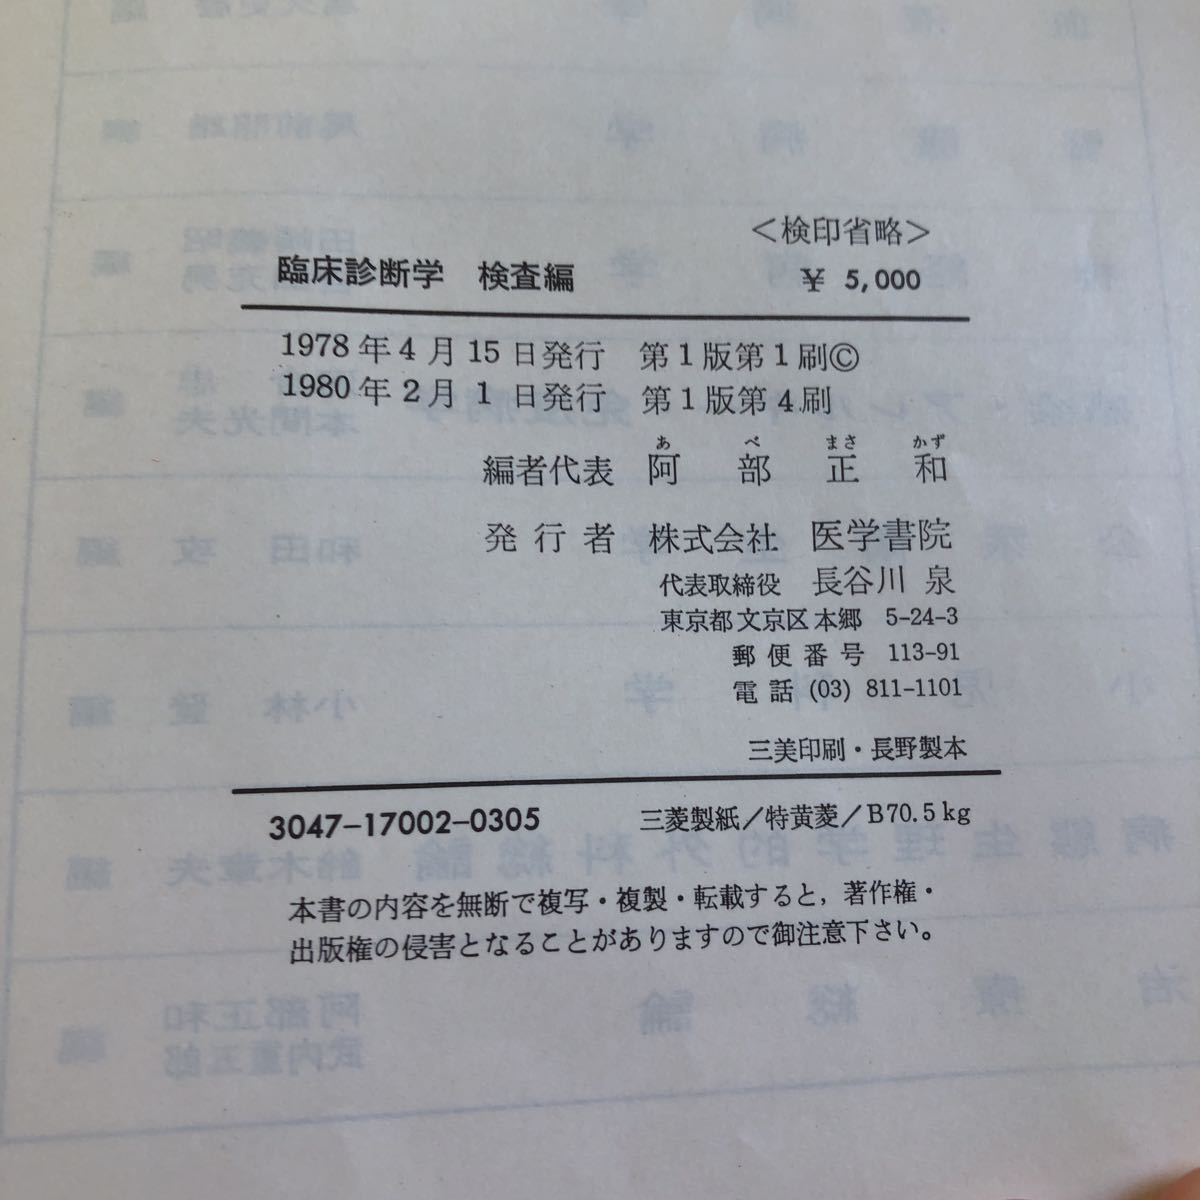 <検印省略>
臨床診断学 検査編 ¥ 5,000
1978年4月15日発行 第1版第1刷©
1980年2月1日発行 第1版第4刷
あ べ まさ かず
編者代表 阿部正和
発行者 株式会社 医学書院
代表取締役 長谷川 泉
東京都文京区本郷 5-24-3
郵便番号 113-91
電話 (03) 811-1101
三美印刷・長野製本
3047-17002-0305 三菱製紙/特黄菱/B70.5kg
本書の内容を無断で複写・複製・転載すると，著作権・
出版権の侵害となることがありますので御注意下さい。